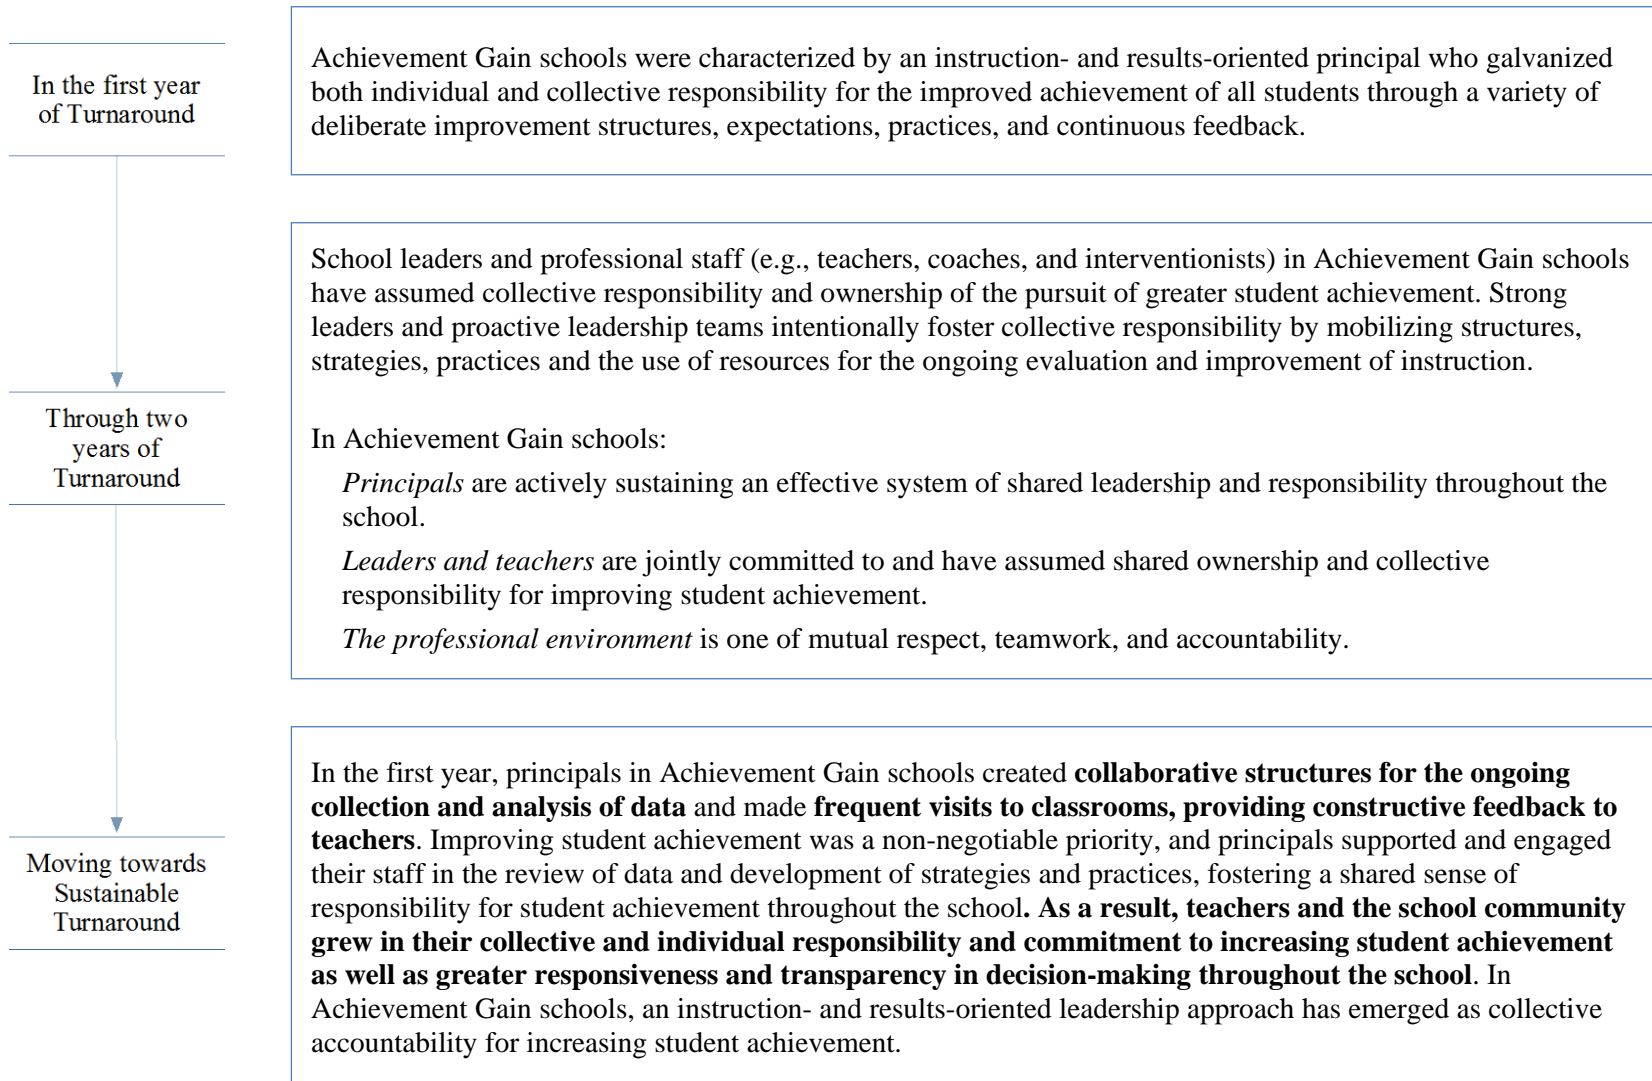 In the first year
of Turnaround
Achievement Gain schools were characterized by an instruction- and results-oriented principal who galvanized
both individual and collective responsibility for the improved achievement of all students through a variety of
deliberate improvement structures, expectations, practices, and continuous feedback.
Through two
years of
Turnaround
School leaders and professional staff (e.g., teachers, coaches, and interventionists) in Achievement Gain schools
have assumed collective responsibility and ownership of the pursuit of greater student achievement. Strong
leaders and proactive leadership teams intentionally foster collective responsibility by mobilizing structures,
strategies, practices and the use of resources for the ongoing evaluation and improvement of instruction.
In Achievement Gain schools:
Principals are actively sustaining an effective system of shared leadership and responsibility throughout the
school.
Leaders and teachers are jointly committed to and have assumed shared ownership and collective
responsibility for improving student achievement.
The professional environment is one of mutual respect, teamwork, and accountability.
Moving towards
Sustainable
Turnaround
In the first year, principals in Achievement Gain schools created collaborative structures for the ongoing
collection and analysis of data and made frequent visits to classrooms, providing constructive feedback to
teachers. Improving student achievement was a non-negotiable priority, and principals supported and engaged
their staff in the review of data and development of strategies and practices, fostering a shared sense of
responsibility for student achievement throughout the school. As a result, teachers and the school community
grew in their collective and individual responsibility and commitment to increasing student achievement
as well as greater responsiveness and transparency in decision-making throughout the school. In
Achievement Gain schools, an instruction- and results-oriented leadership approach has emerged as collective
accountability for increasing student achievement.